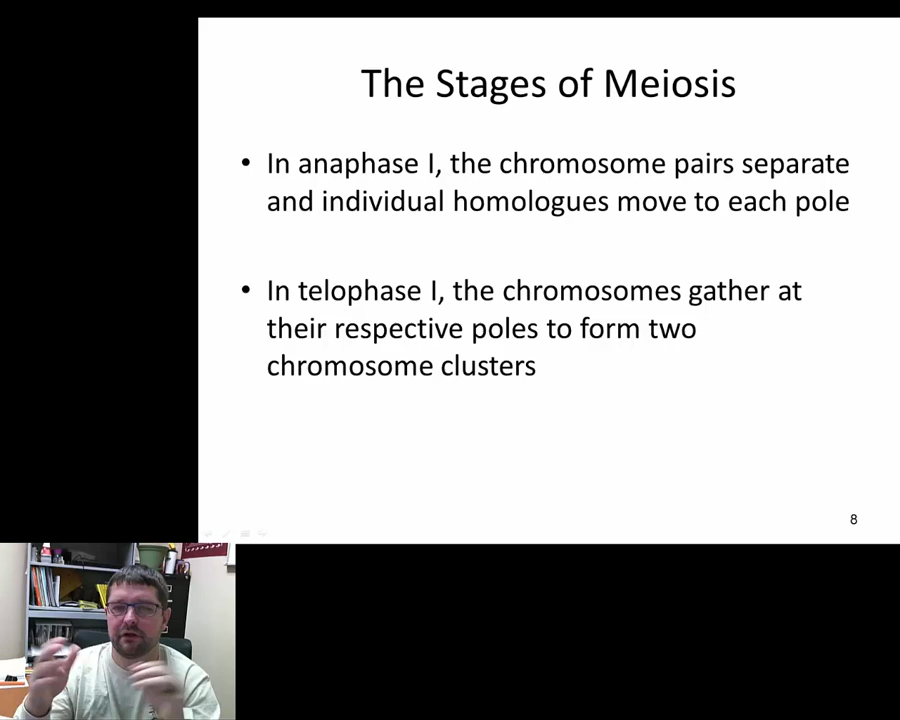 The Stages of Meiosis
• In anaphase I, the chromosome pairs separate
and individual homologues move to each pole
• In telophase I, the chromosomes gather at
their respective poles to form two
chromosome clusters
8